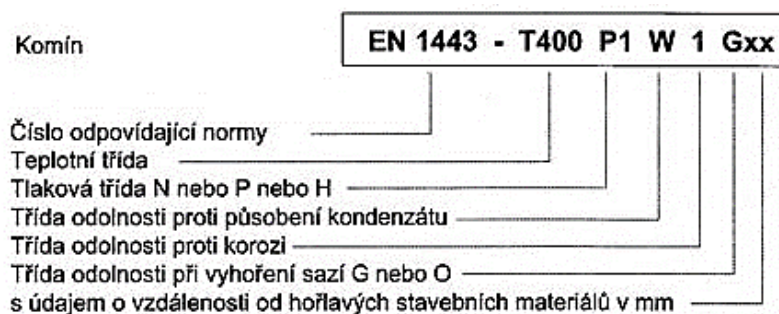 Komín
EN 1443 - T400 P1 W 1 Gxx
Číslo odpovídající normy
Teplotní třída
Tlaková třída N nebo P nebo H
Třída odolnosti proti působení kondenzátu
Třída odolnosti proti korozi
Třída odolnosti při vyhoření sazí G nebo O
s údajem o vzdálenosti od hořlavých stavebních materiálů v mm